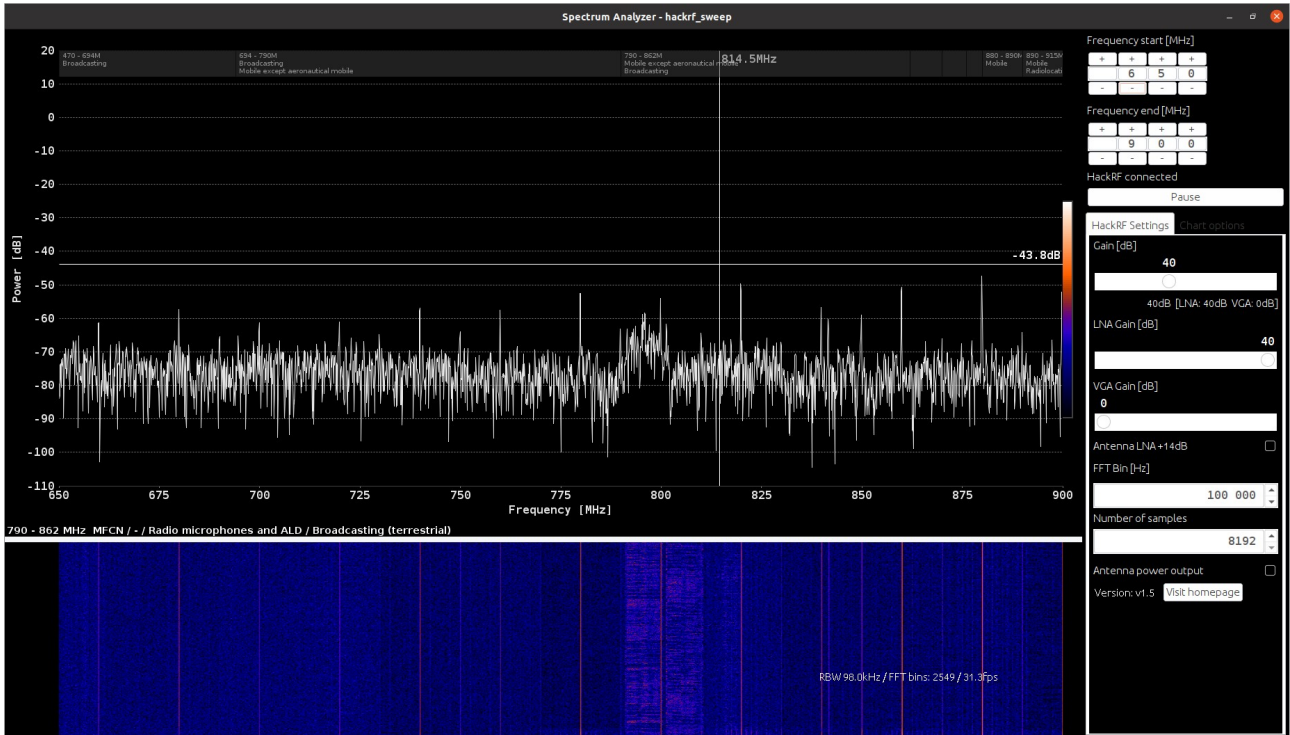 Spectrum Analyzer - hackrf_sweep
470 - 694M
Broadcasting
694 - 790M
Broadcasting
Mobile except aeronautical mobile
790 - 862M
Mobile except aeronautical mobile
Broadcasting
814.5MHz
880 - 890M
Mobile
890 - 915M
Mobile
Radiolocati
20
10
0
-10
-20
-30
-40
-50
-60
-70
-80
-90
-100
-110
Power [dB]
-43.8dB
650 675 700 725 750 775 800 825 850 875 900
Frequency [MHz]
790 - 862 MHz MFCN / - / Radio microphones and ALD / Broadcasting (terrestrial)
RBW 98.0kHz / FFT bins: 2549 / 31.3fps
Frequency start [MHz]
+ + + +
6 5 0
- - - -
Frequency end [MHz]
+ + + +
9 0 0
- - - -
HackRF connected
Pause
HackRF Settings Chart options
Gain [dB]
40
40dB [LNA: 40dB VGA: 0dB]
LNA Gain [dB]
40
VGA Gain [dB]
0
Antenna LNA +14dB
FFT Bin [Hz]
100 000
Number of samples
8192
Antenna power output
Version: v1.5 Visit homepage